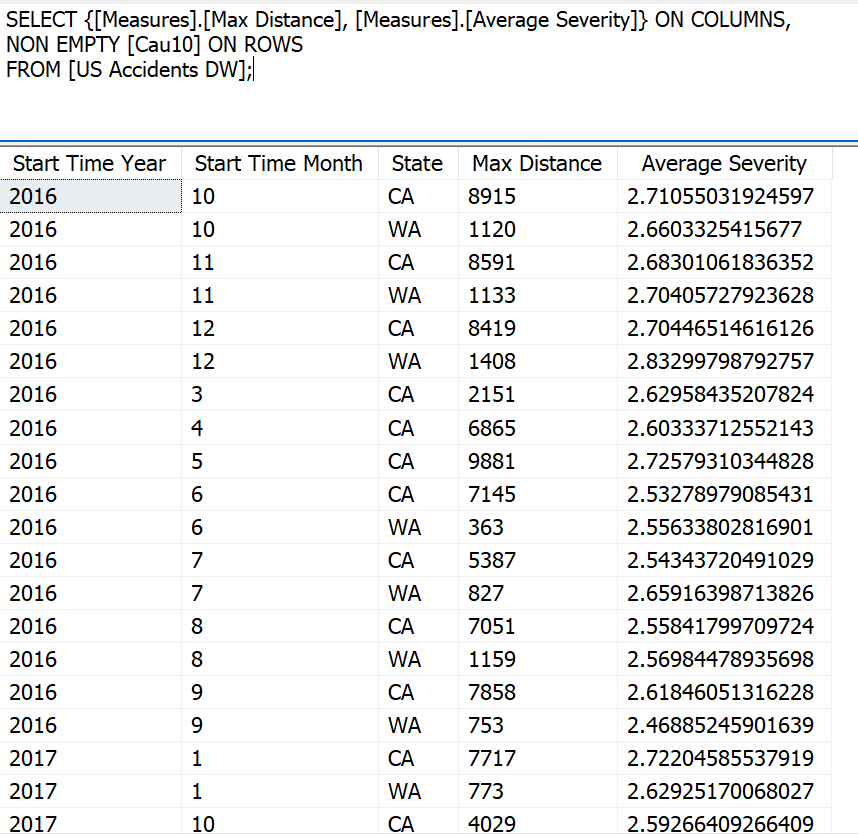 SELECT {[Measures].[Max Distance], [Measures].[Average Severity]} ON COLUMNS,
NON EMPTY [Cau10] ON ROWS
FROM [US Accidents DW];
Start Time Year Start Time Month State Max Distance Average Severity
2016 10 CA 8915 2.71055031924597
2016 10 WA 1120 2.6603325415677
2016 11 CA 8591 2.68301061836352
2016 11 WA 1133 2.70405727923628
2016 12 CA 8419 2.70446514616126
2016 12 WA 1408 2.83299798792757
2016 3 CA 2151 2.62958435207824
2016 4 CA 6865 2.60333712552143
2016 5 CA 9881 2.72579310344828
2016 6 CA 7145 2.53278979085431
2016 6 WA 363 2.55633802816901
2016 7 CA 5387 2.54343720491029
2016 7 WA 827 2.65916398713826
2016 8 CA 7051 2.55841799709724
2016 8 WA 1159 2.56984478935698
2016 9 CA 7858 2.61846051316228
2016 9 WA 753 2.46885245901639
2017 1 CA 7717 2.72204585537919
2017 1 WA 773 2.62925170068027
2017 10 CA 4029 2.59266409266409